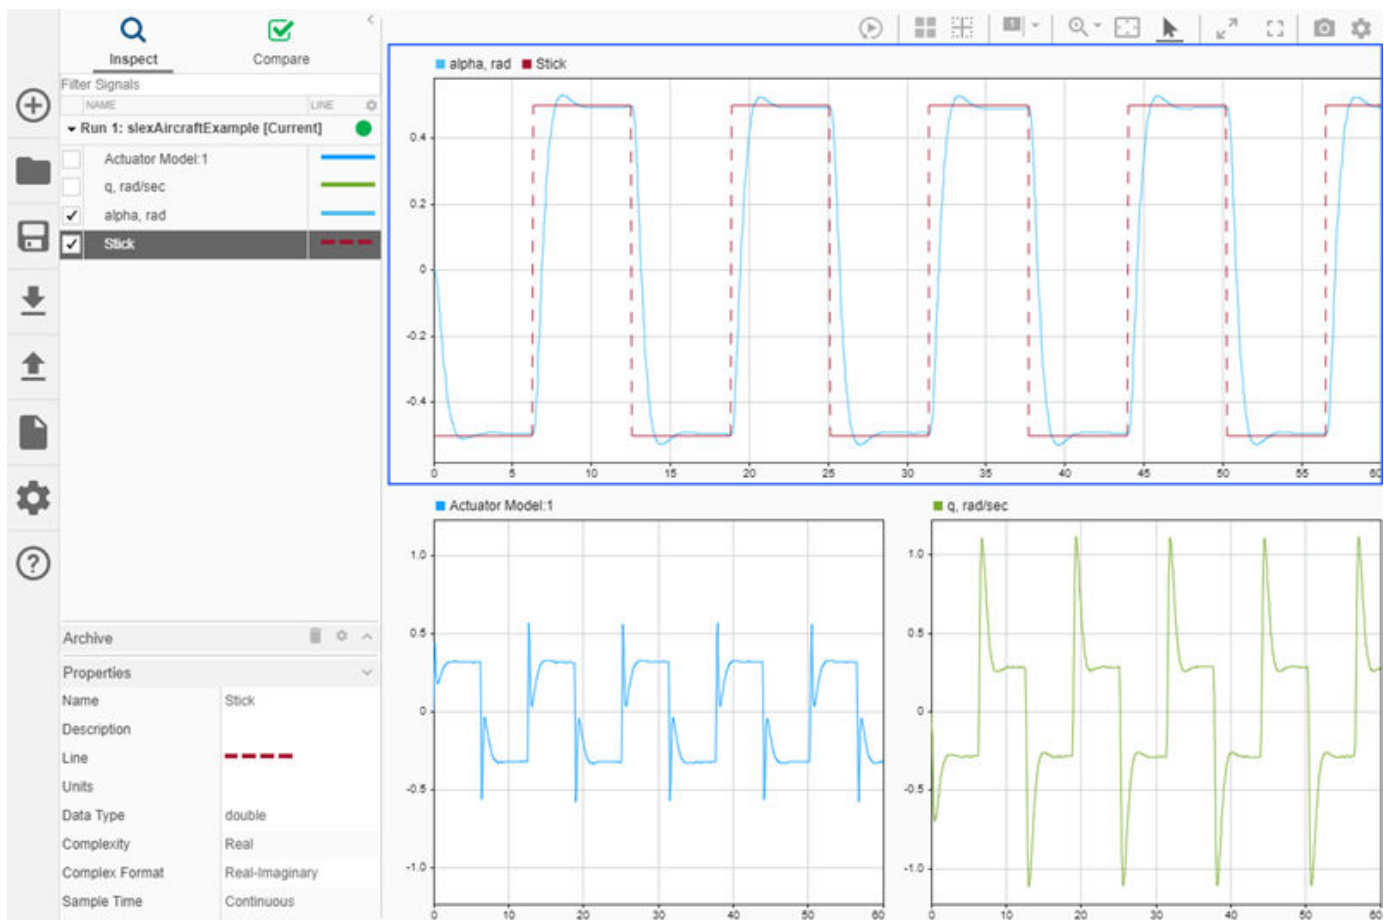 Inspect
Compare
Filter Signals
NAME LINE
Run 1: slexAircraftExample [Current]
Actuator Model:1
q, rad/sec
alpha, rad
Stick
Archive
Properties
Name Stick
Description
Line
Units
Data Type double
Complexity Real
Complex Format Real-Imaginary
Sample Time Continuous
1
alpha, rad Stick
0.4
0.2
0
-0.2
-0.4
0 5 10 15 20 25 30 35 40 45 50 55 60
Actuator Model:1
1.0
0.5
0
-0.5
-1.0
0 10 20 30 40 50 60
q, rad/sec
1.0
0.5
0
-0.5
-1.0
0 10 20 30 40 50 60